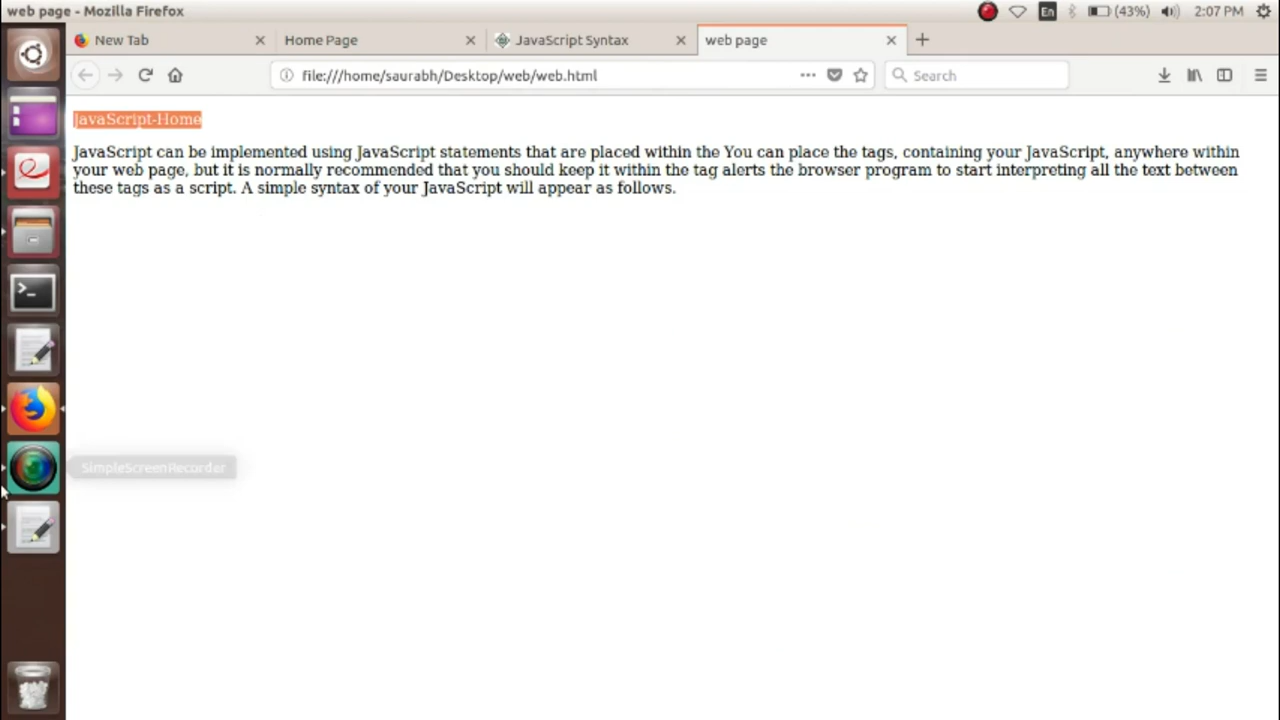 web page - Mozilla Firefox
En
(43%)
2:07 PM
New Tab
Home Page
JavaScript Syntax
web page
file:///home/saurabh/Desktop/web/web.html
Search
JavaScript-Home
JavaScript can be implemented using JavaScript statements that are placed within the You can place the tags, containing your JavaScript, anywhere within
your web page, but it is normally recommended that you should keep it within the tag alerts the browser program to start interpreting all the text between
these tags as a script. A simple syntax of your JavaScript will appear as follows.
SimpleScreenRecorder